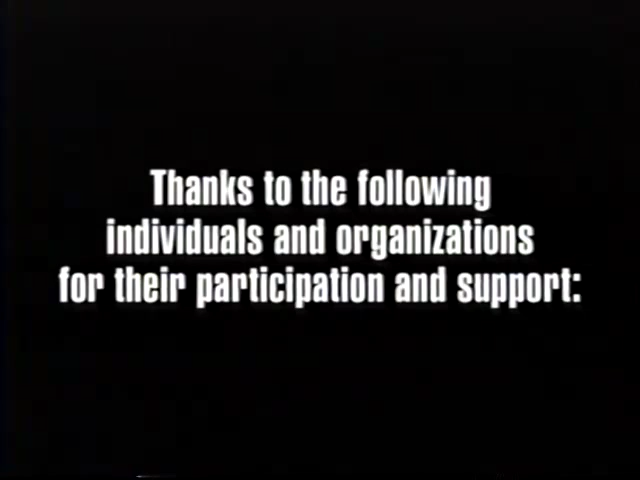 Thanks to the following
individuals and organizations
for their participation and support: